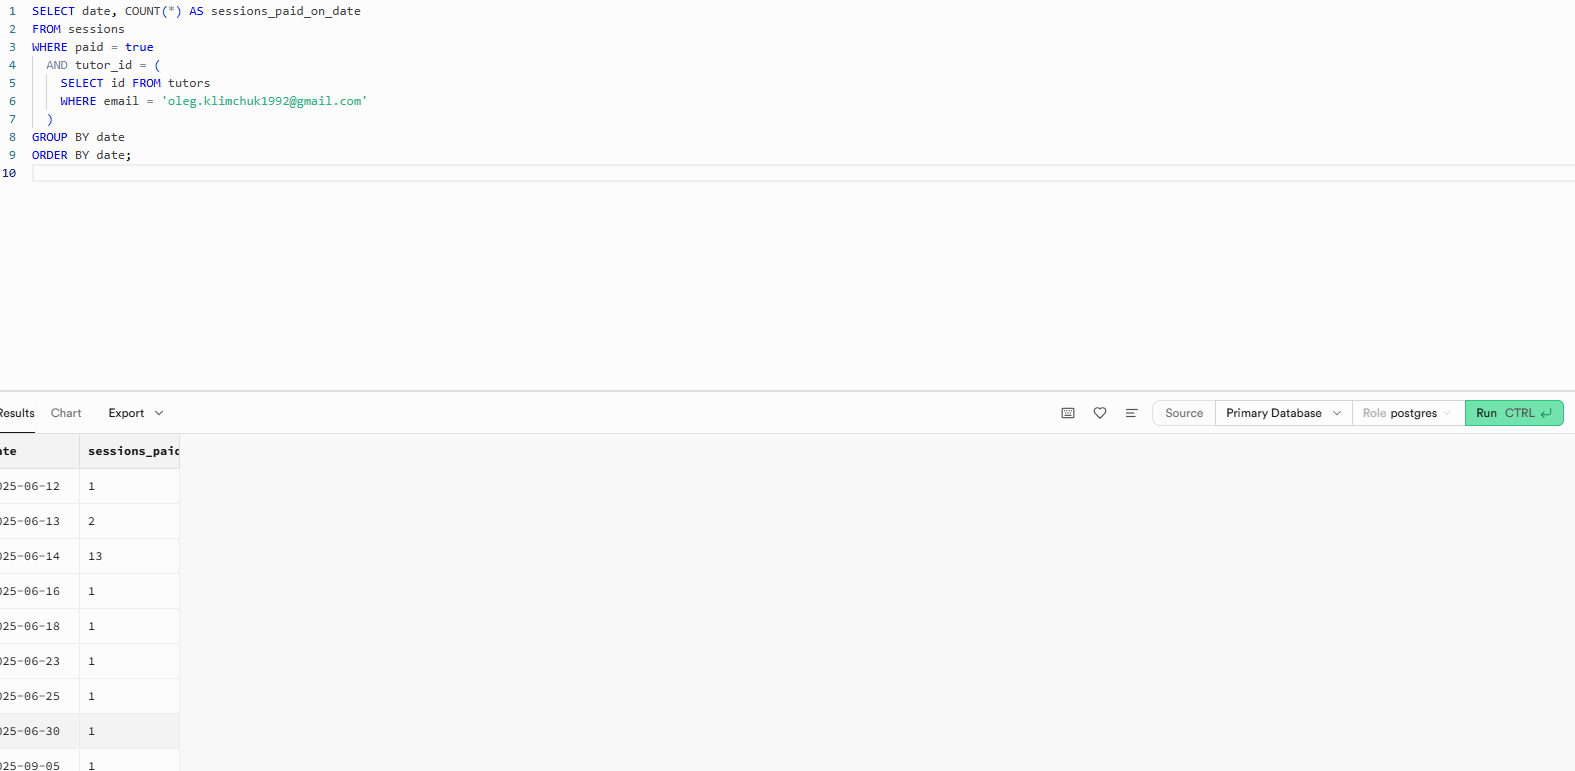 1 SELECT date, COUNT(*) AS sessions_paid_on_date
2 FROM sessions
3 WHERE paid = true
4 AND tutor_id = (
5 SELECT id FROM tutors
6 WHERE email = 'oleg.klimchuk1992@gmail.com'
7 )
8 GROUP BY date
9 ORDER BY date;
10
Results Chart Export Source Primary Database Role postgres Run CTRL
te sessions_paid
025-06-12 1
025-06-13 2
025-06-14 13
025-06-16 1
025-06-18 1
025-06-23 1
025-06-25 1
025-06-30 1
025-09-05 1